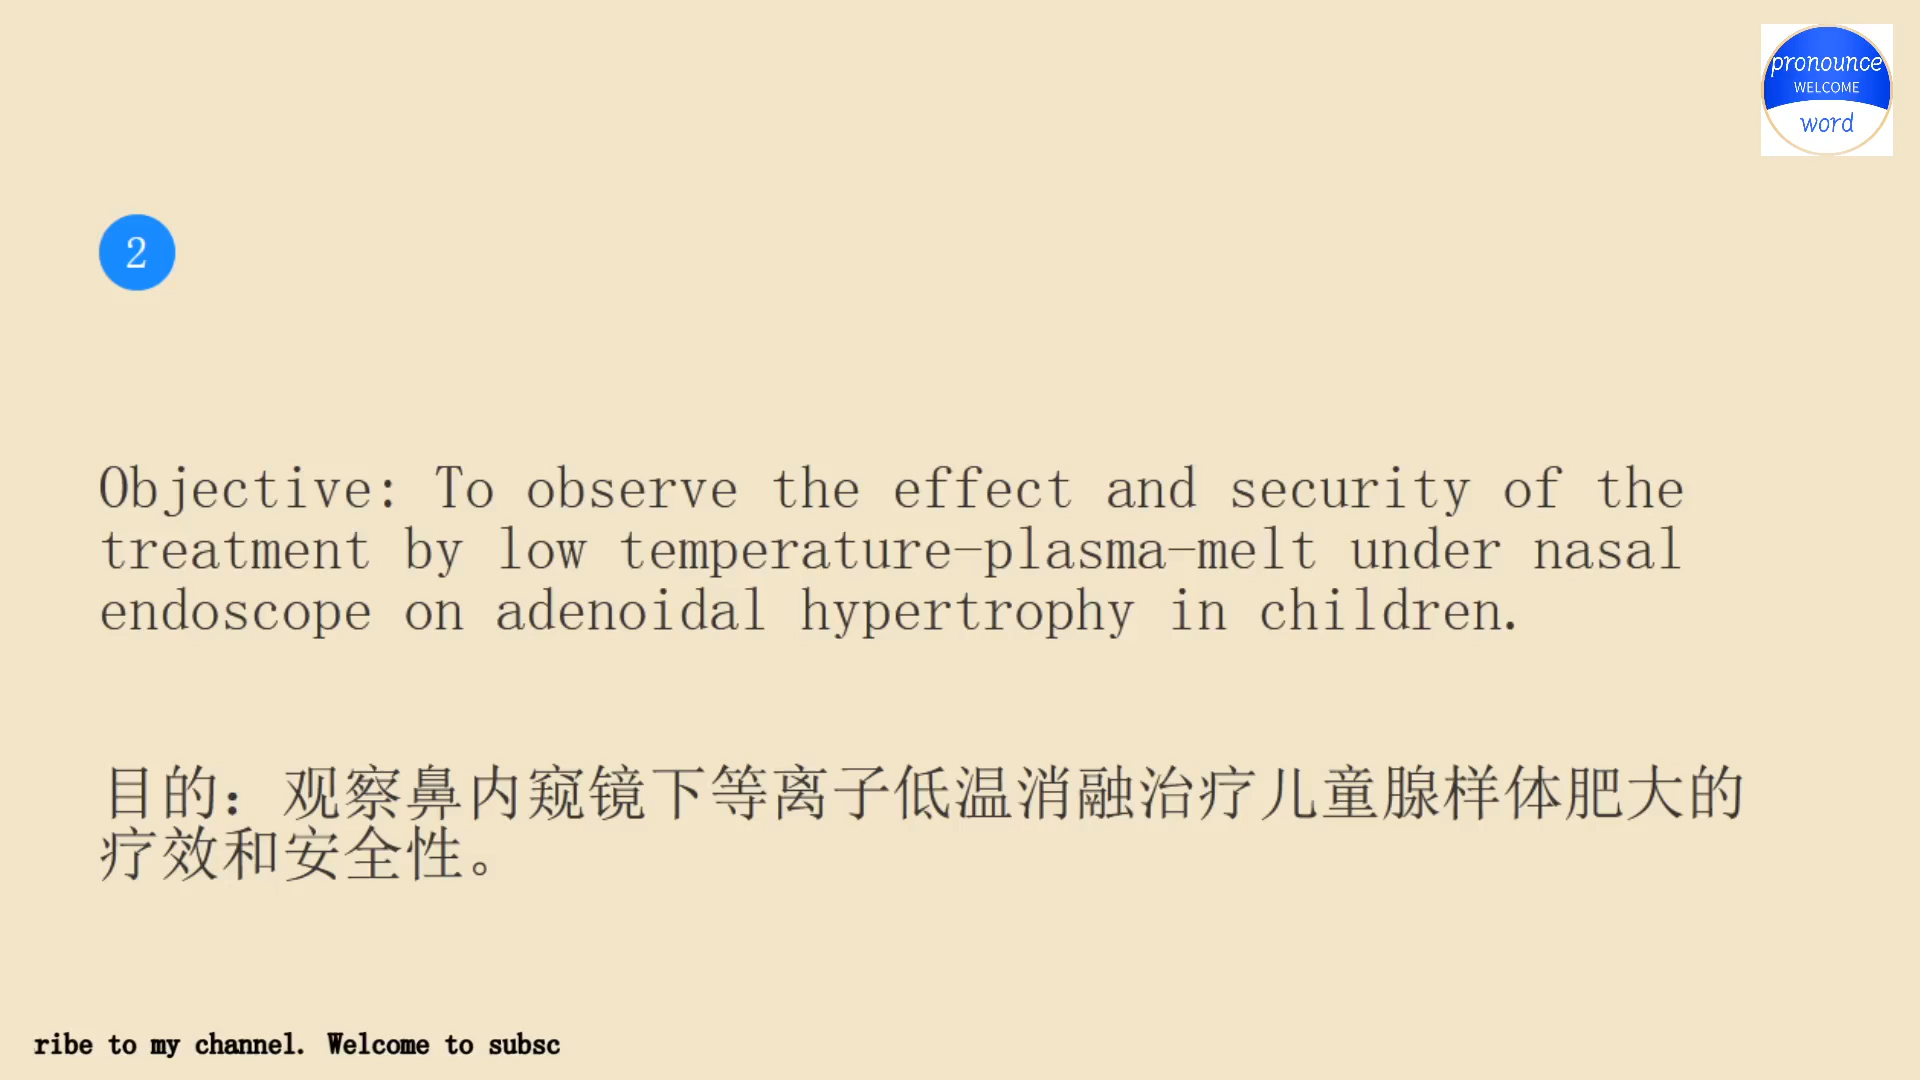 pronounce
WELCOME
word
2
Objective: To observe the effect and security of the
treatment by low temperature-plasma-melt under nasal
endoscope on adenoidal hypertrophy in children.
目的：观察鼻内窥镜下等离子低温消融治疗儿童腺样体肥大的
疗效和安全性。
ribe to my channel. Welcome to subsc